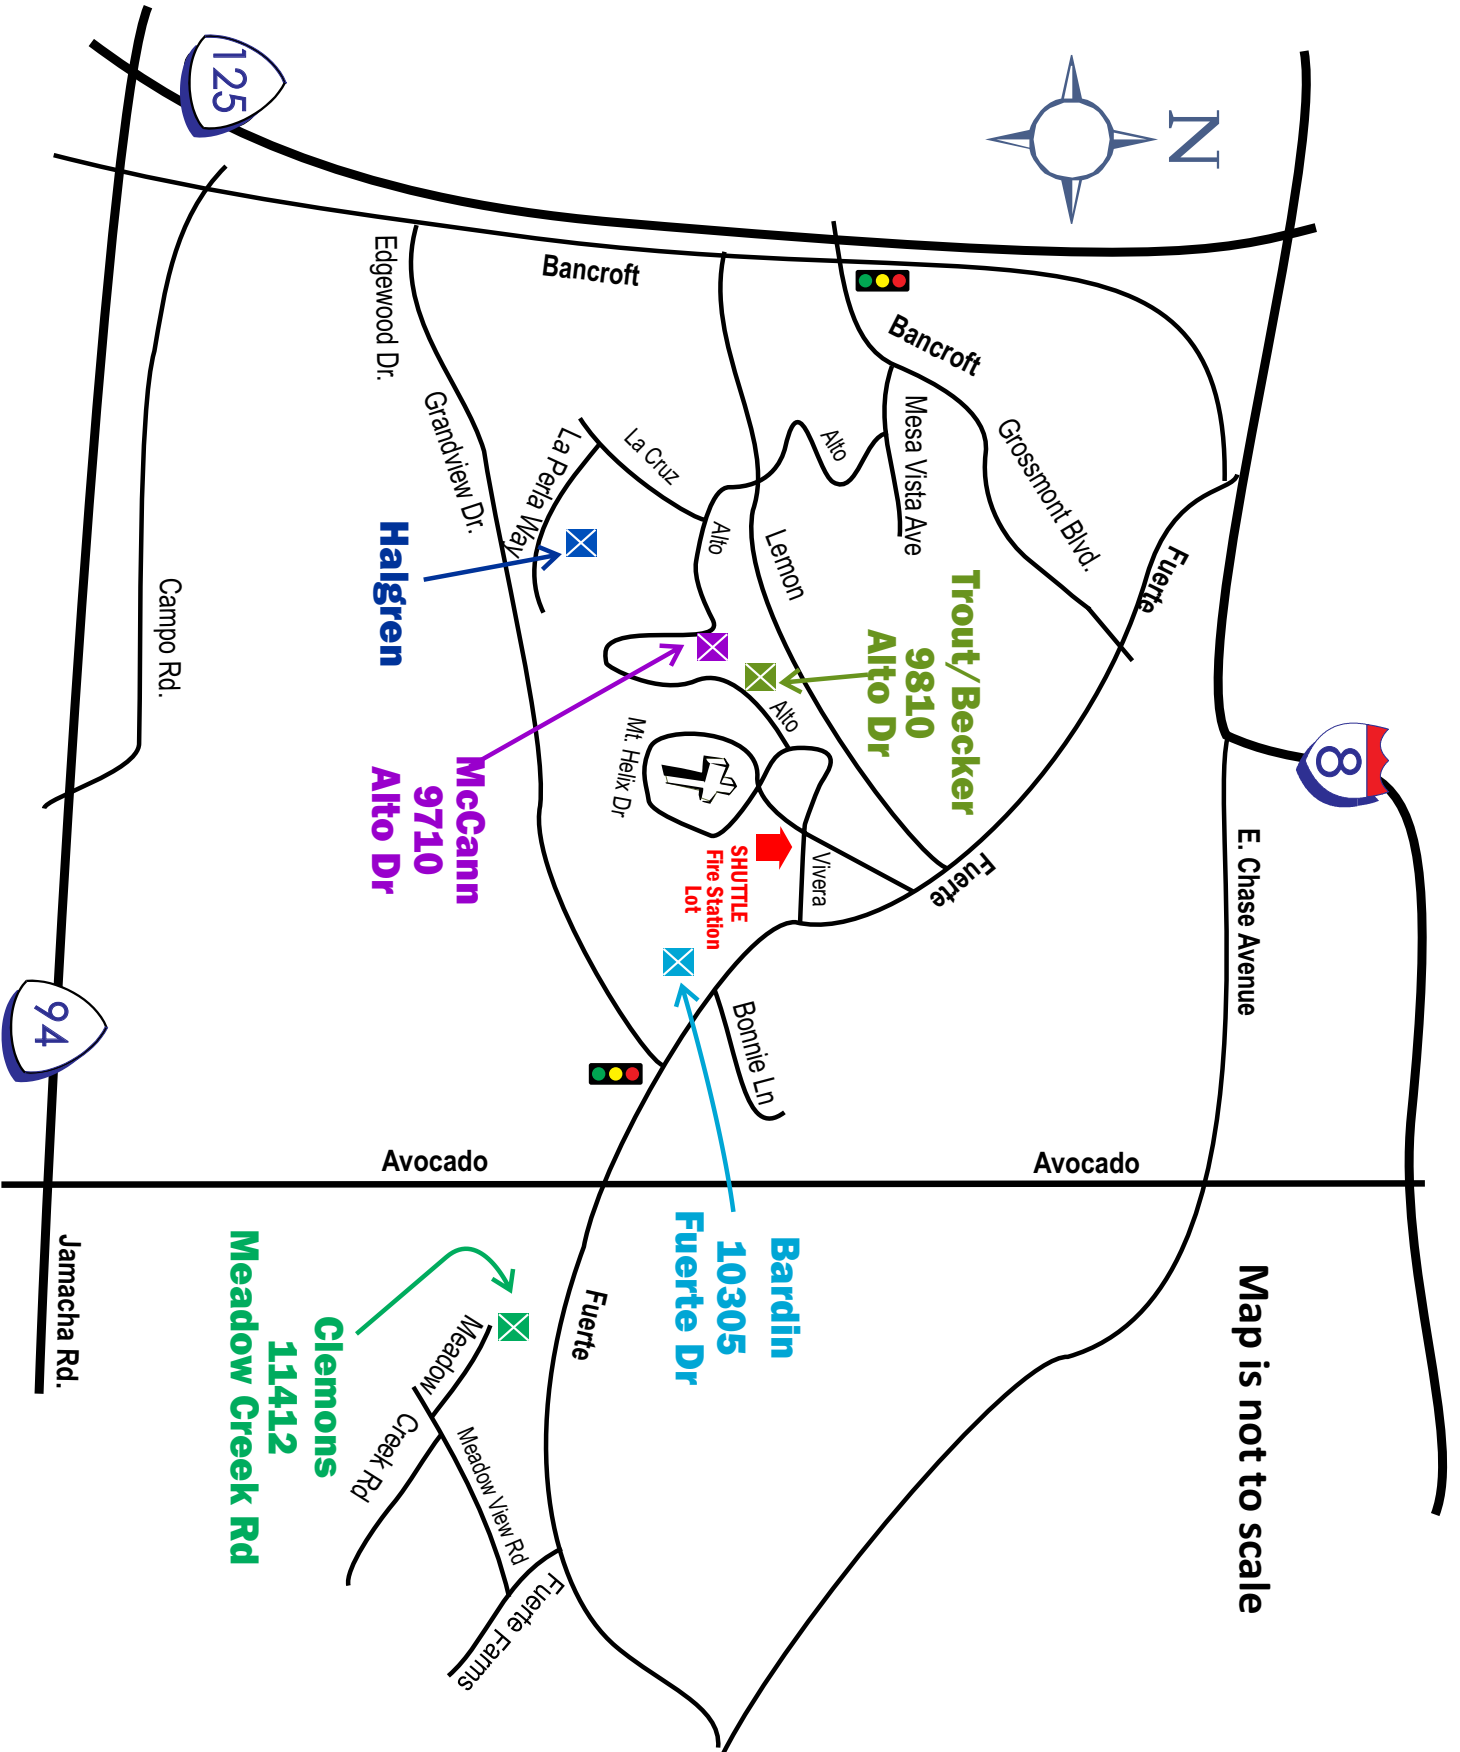 N
8
125
94
Map is not to scale
E. Chase Avenue
Fuerte
Grossmont Blvd.
Bancroft
Mesa Vista Ave
Alto
Trout/Becker
9810
Alto Dr
Lemon
Alto
La Cruz
La Perla Way
Bancroft
Edgewood Dr.
Grandview Dr.
Halgren
Campo Rd.
Alto
Mt. Helix Dr
McCann
9710
Alto Dr
Fuerte
Vivera
SHUTTLE
Fire Station
Lot
Bonnie Ln
Avocado
Avocado
Bardin
10305
Fuerte Dr
Fuerte
Meadow
Creek Rd
Meadow View Rd
Fuerte Farms
Clemons
11412
Meadow Creek Rd
Jamacha Rd.